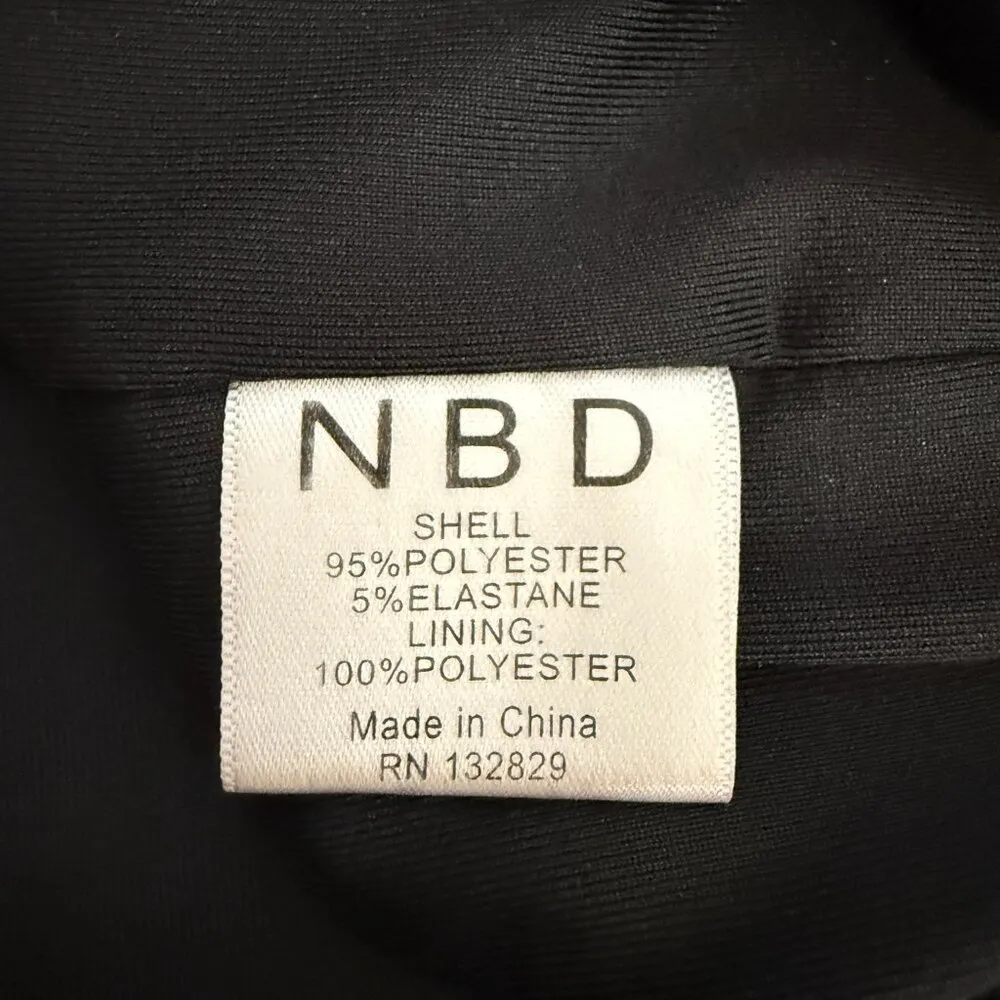 NBD
SHELL
95%POLYESTER
5%ELASTANE
LINING:
100%POLYESTER
Made in China
RN 132829